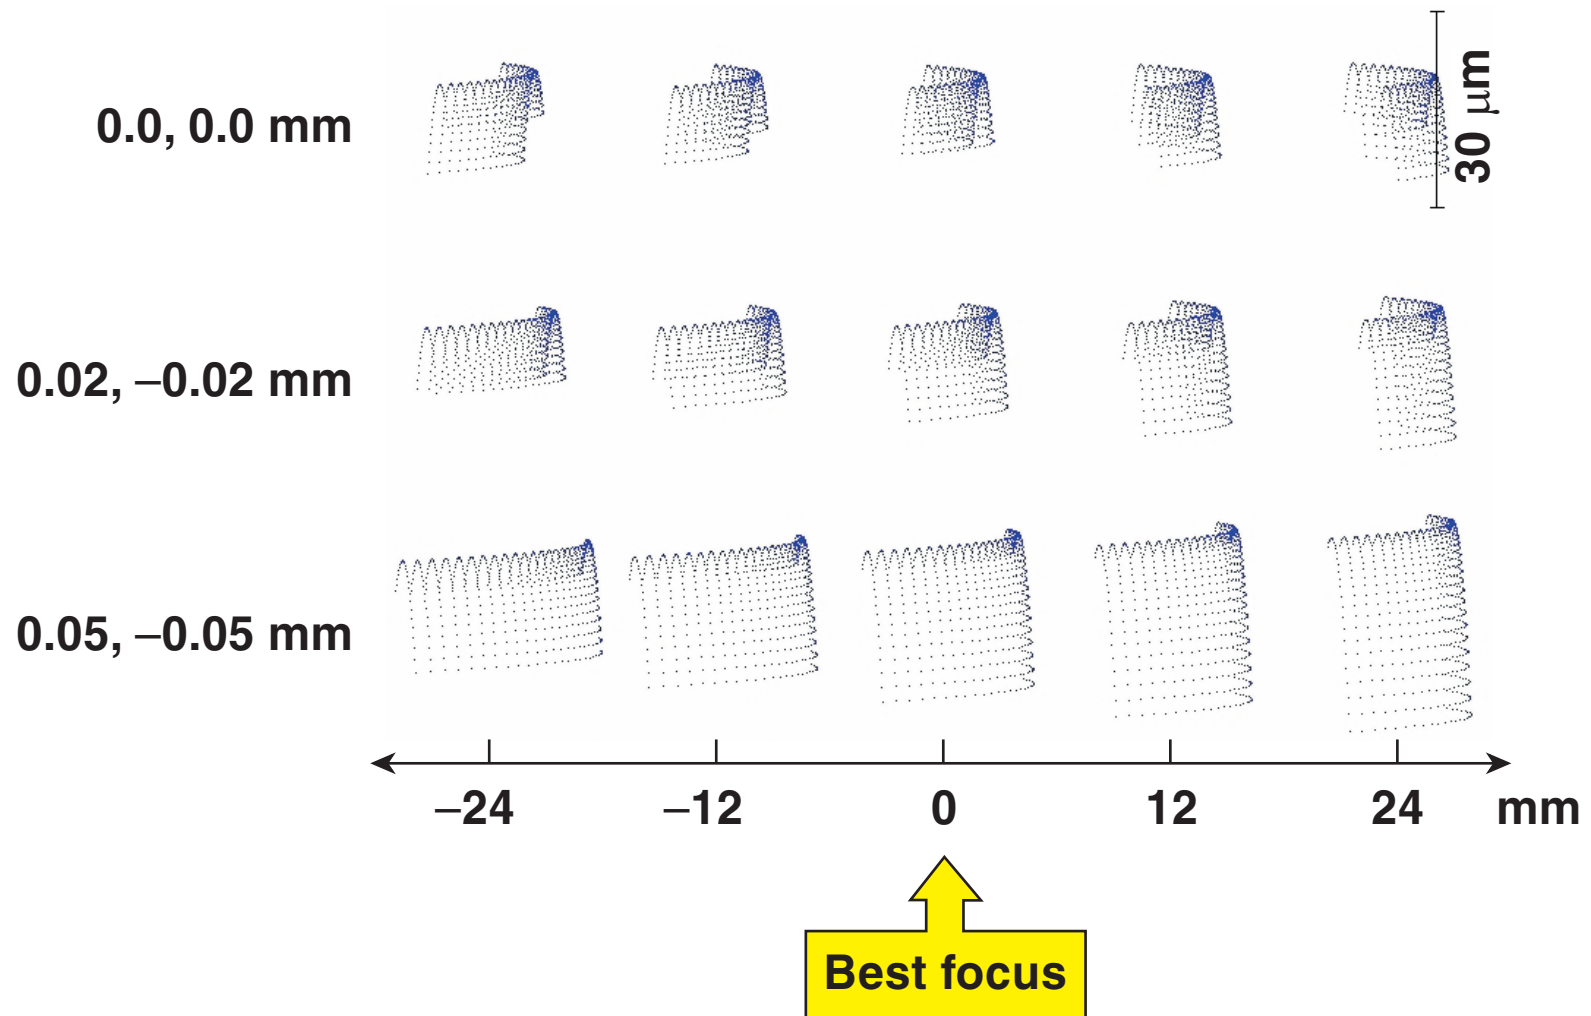 0.0, 0.0 mm
30 μm
0.02, –0.02 mm
0.05, –0.05 mm
–24 –12 0 12 24 mm
Best focus